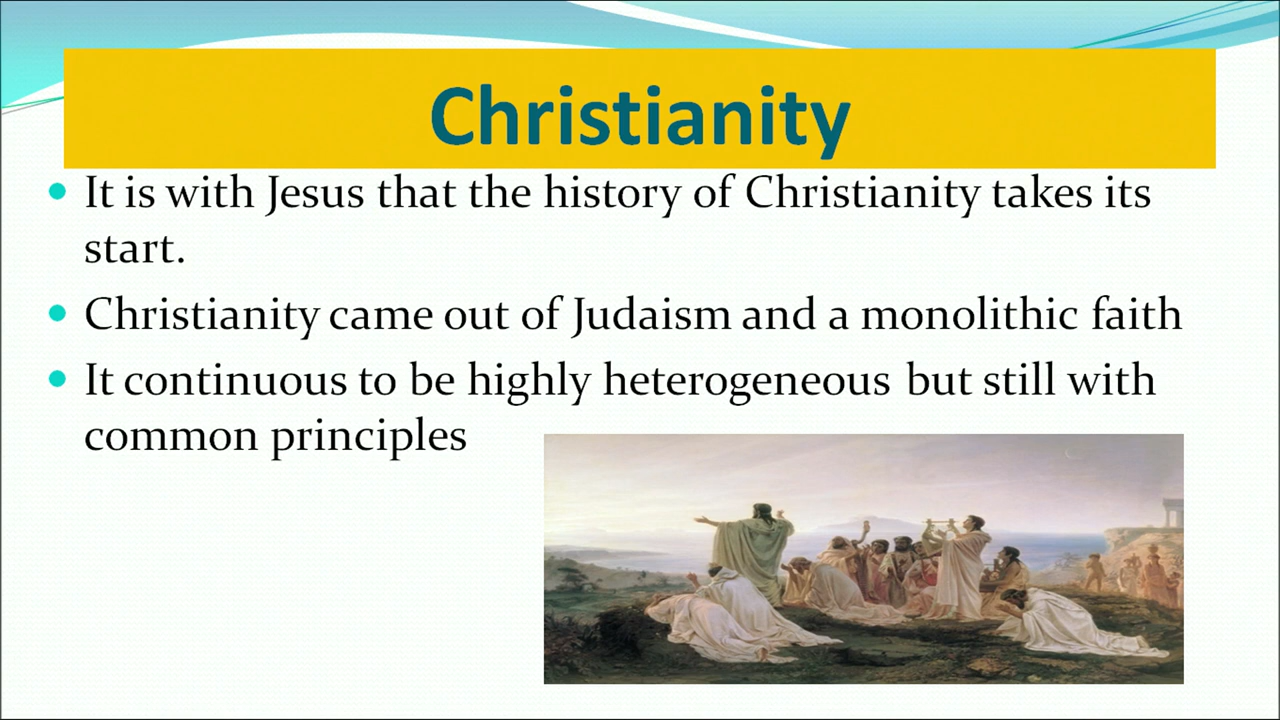 Christianity
It is with Jesus that the history of Christianity takes its
start.
Christianity came out of Judaism and a monolithic faith
It continuous to be highly heterogeneous but still with
common principles